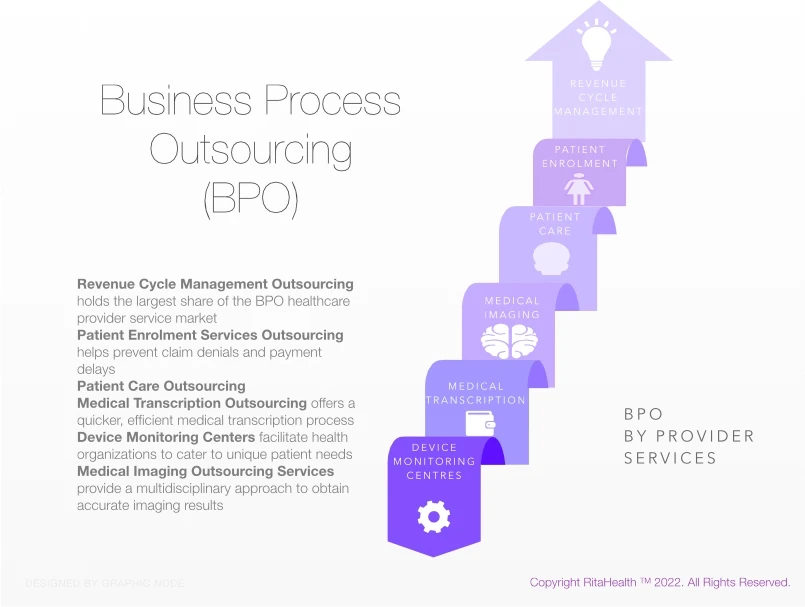 Business Process
Outsourcing
(BPO)
Revenue Cycle Management Outsourcing
holds the largest share of the BPO healthcare
provider service market
Patient Enrolment Services Outsourcing
helps prevent claim denials and payment
delays
Patient Care Outsourcing
Medical Transcription Outsourcing offers a
quicker, efficient medical transcription process
Device Monitoring Centers facilitate health
organizations to cater to unique patient needs
Medical Imaging Outsourcing Services
provide a multidisciplinary approach to obtain
accurate imaging results
REVENUE
CYCLE
MANAGEMENT
PATIENT
ENROLMENT
PATIENT
CARE
MEDICAL
IMAGING
MEDICAL
TRANSCRIPTION
DEVICE
MONITORING
CENTRES
BPO
BY PROVIDER
SERVICES
DESIGNED BY GRAPHIC NODE
Copyright RitaHealth ™ 2022. All Rights Reserved.